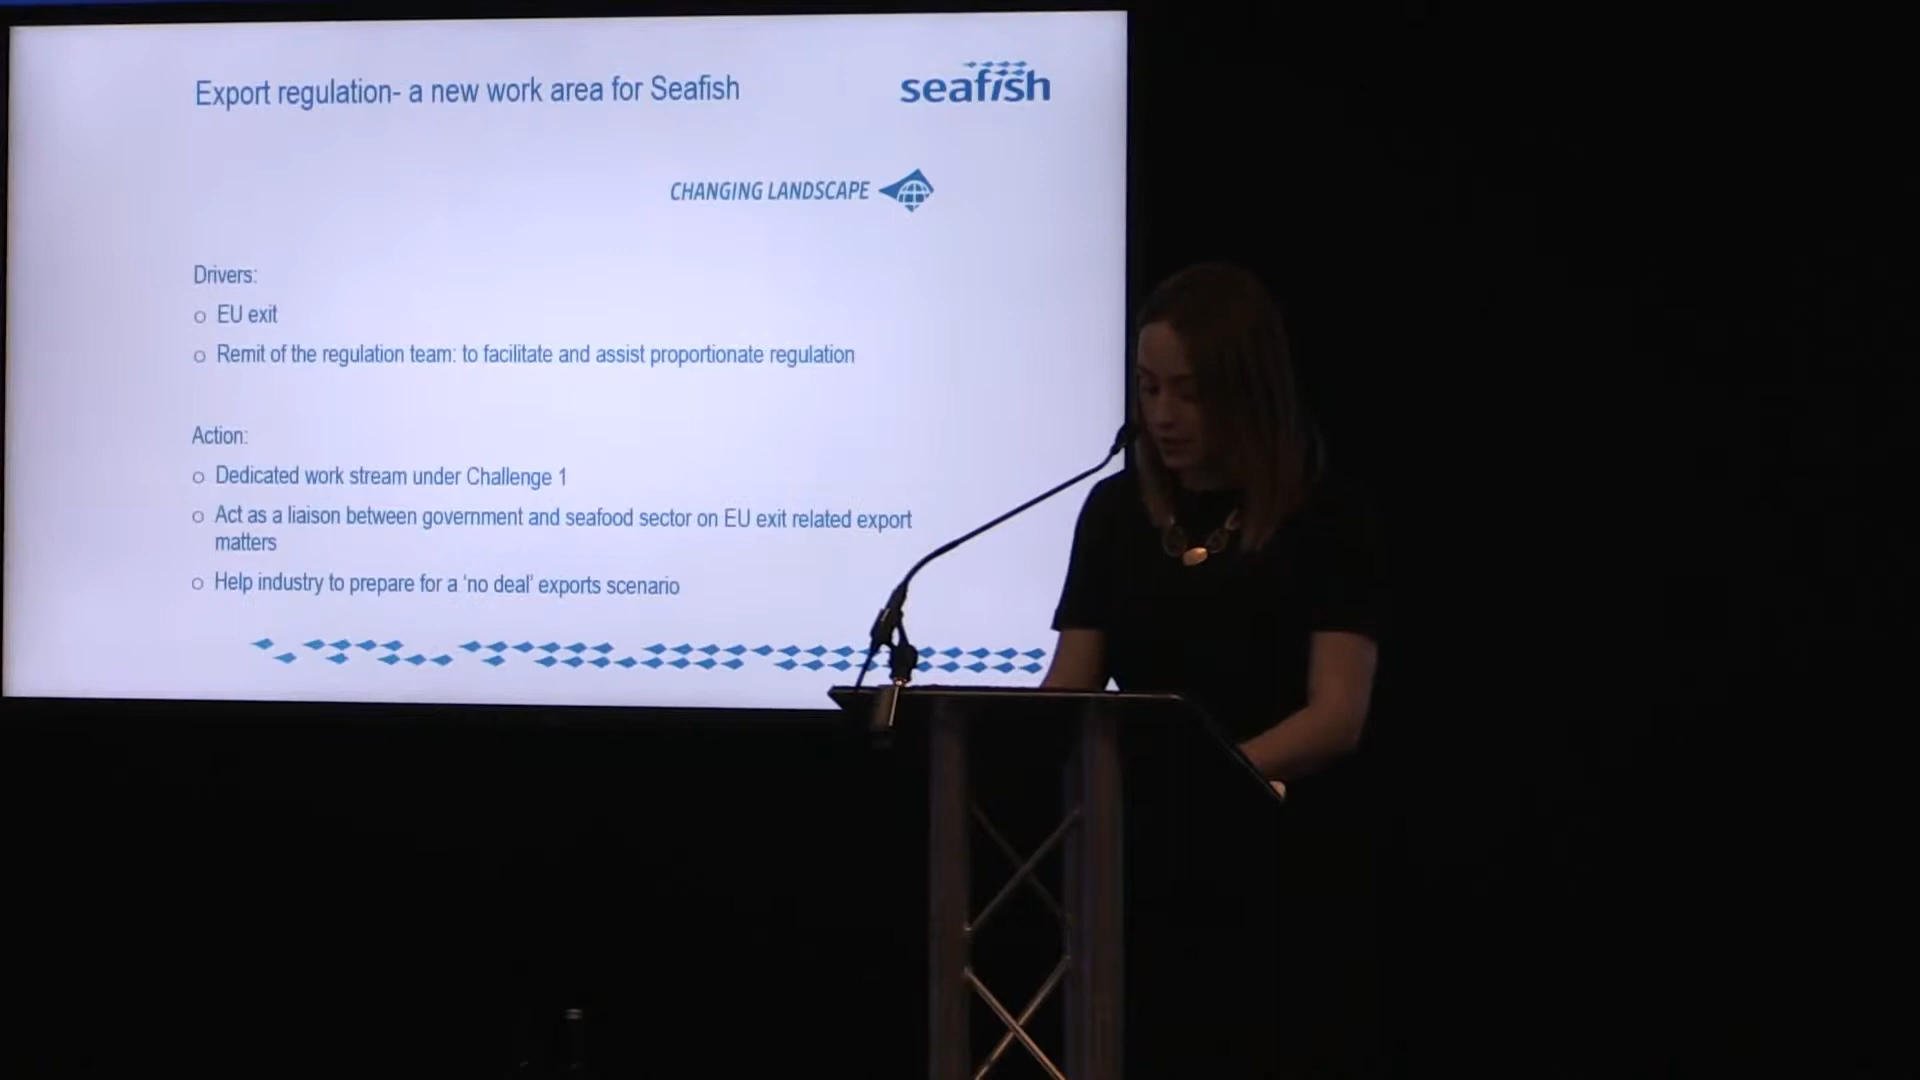 Export regulation- a new work area for Seafish
seafish
CHANGING LANDSCAPE
Drivers:
EU exit
Remit of the regulation team: to facilitate and assist proportionate regulation
Action:
Dedicated work stream under Challenge 1
Act as a liaison between government and seafood sector on EU exit related export
matters
Help industry to prepare for a ‘no deal’ exports scenario